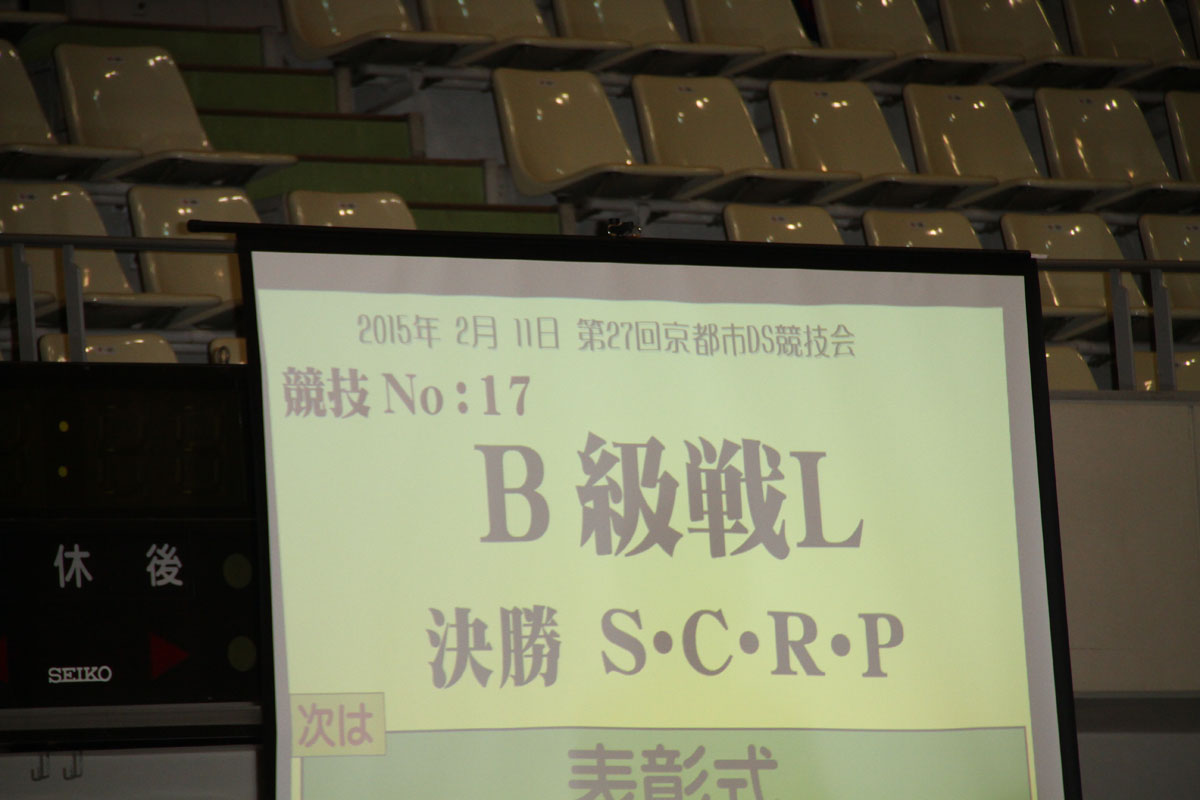 2015年 2月 11日 第27回京都市DS競技会
競技 No:17
B 級戦L
決勝 S・C・R・P
次は
表彰式
休 後
SEIKO